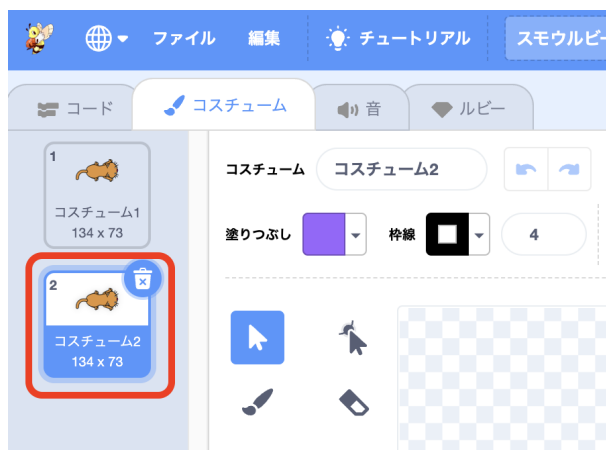 ファイル 編集 チュートリアル スモウルビー
コード コスチューム 音 ルビー
1
コスチューム1
134 x 73
2
コスチューム2
134 x 73
コスチューム コスチューム2
塗りつぶし 枠線 4